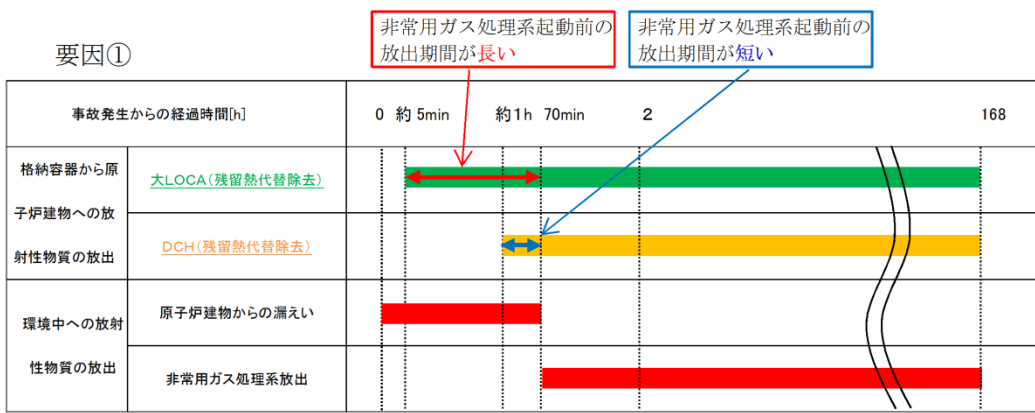 非常用ガス処理系起動前の
放出期間が長い
非常用ガス処理系起動前の
放出期間が短い
要因①
事故発生からの経過時間[h]
0 約5min 約1h 70min 2 168
格納容器から原
子炉建物への放
射性物質の放出
大LOCA(残留熱代替除去)
DCH(残留熱代替除去)
環境中への放射
性物質の放出
原子炉建物からの漏えい
非常用ガス処理系放出